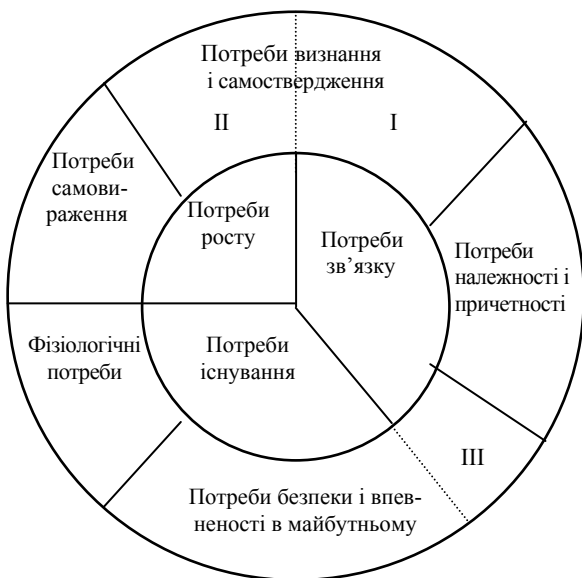 Потреби визнання
і самоствердження
II
I
Потреби
самови-
раження
Потреби
росту
Потреби
зв’язку
Потреби
належності і
причетності
Фізіологічні
потреби
Потреби
існування
III
Потреби безпеки і впев-
неності в майбутньому